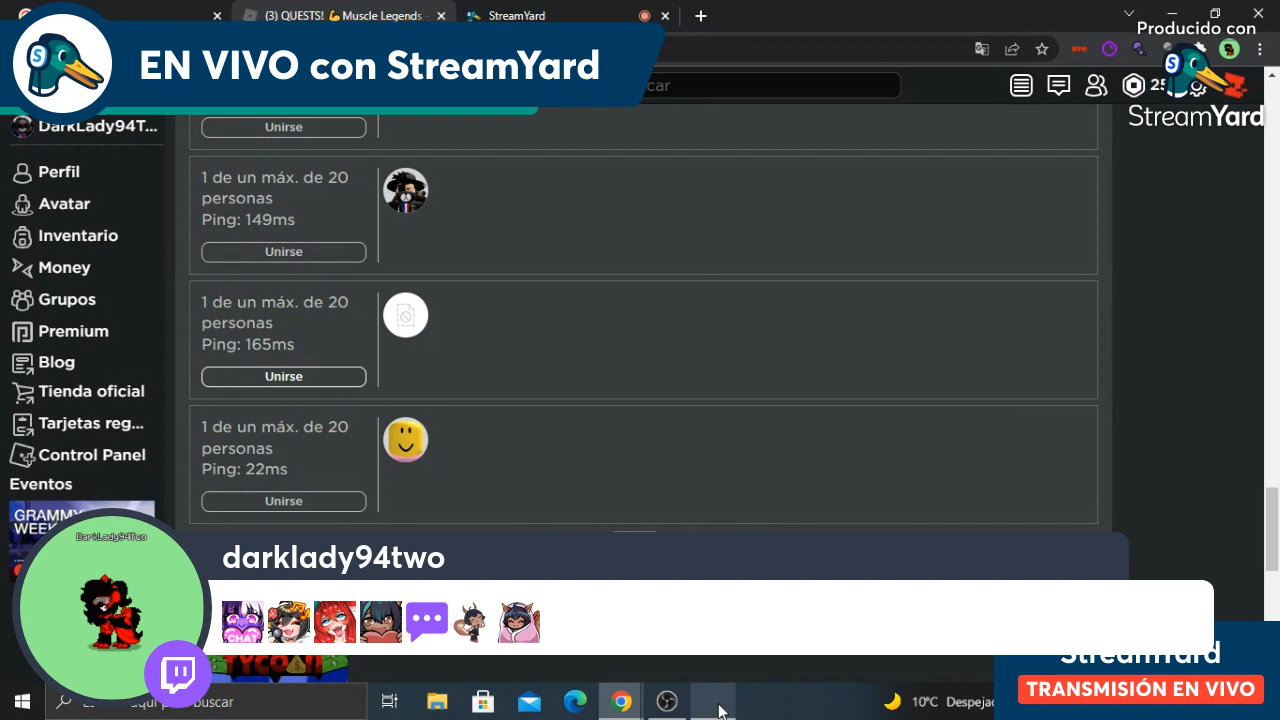 (3) QUESTS! 💪 Muscle Legends -
StreamYard
EN VIVO con StreamYard
Producido con
StreamYard
DarkLady94T...
Perfil
Avatar
Inventario
Money
Grupos
Premium
Blog
Tienda oficial
Tarjetas reg...
Control Panel
Eventos
Unirse
1 de un máx. de 20
personas
Ping: 149ms
Unirse
1 de un máx. de 20
personas
Ping: 165ms
Unirse
1 de un máx. de 20
personas
Ping: 22ms
Unirse
DarkLady94Two
darklady94two
CHAT
StreamYard
TRANSMISIÓN EN VIVO
buscar
10°C